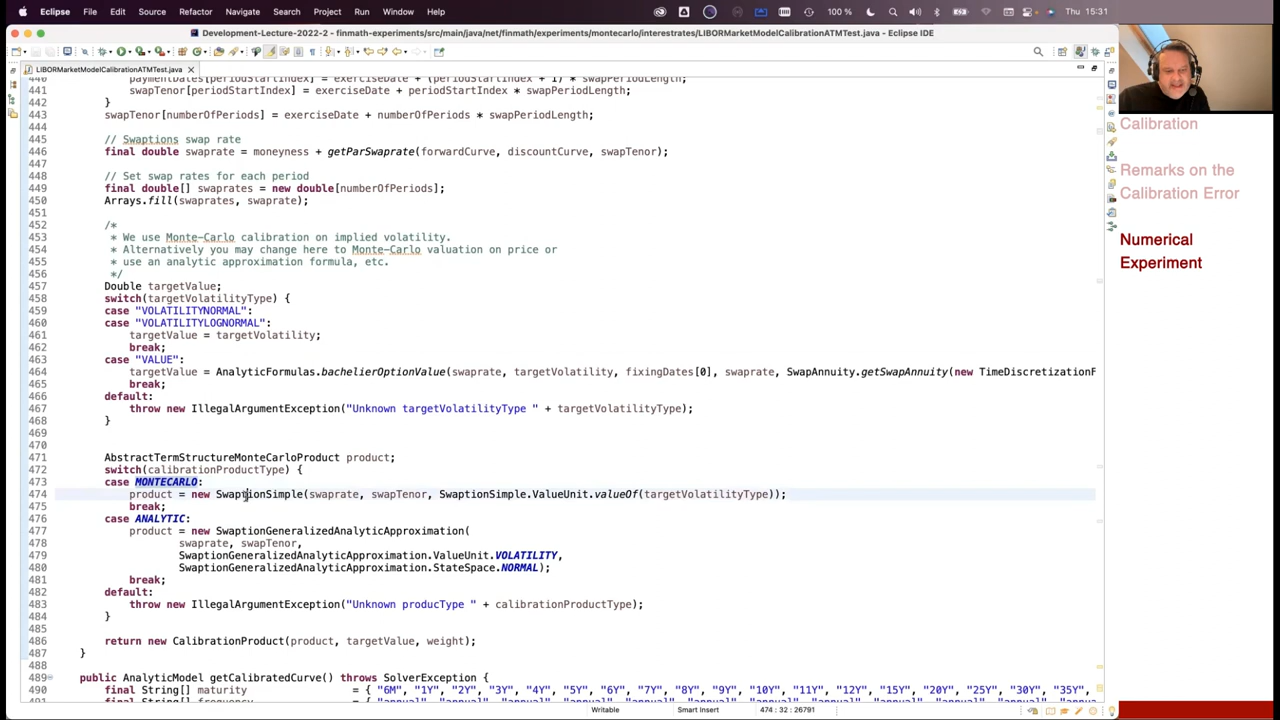 Eclipse File Edit Source Refactor Navigate Search Project Run Window Help 100 % Thu 15:31
Development-Lecture-2022-2 - finmath-experiments/src/main/java/net/finmath/experiments/montecarlo/interestrates/LIBORMarketModelCalibrationATMTest.java - Eclipse IDE
LIBORMarketModelCalibrationATMTest.java
440 paymentDates[periodStartIndex] = exerciseDate + (periodStartIndex + 1) * swapPeriodLength;
441 swapTenor[periodStartIndex] = exerciseDate + periodStartIndex * swapPeriodLength;
442 }
443 swapTenor[numberOfPeriods] = exerciseDate + numberOfPeriods * swapPeriodLength;
444
445 // Swaptions swap rate
446 final double swaprate = moneyness + getParSwaprate(forwardCurve, discountCurve, swapTenor);
447
448 // Set swap rates for each period
449 final double[] swaprates = new double[numberOfPeriods];
450 Arrays.fill(swaprates, swaprate);
451
452 /*
453 * We use Monte-Carlo calibration on implied volatility.
454 * Alternatively you may change here to Monte-Carlo valuation on price or
455 * use an analytic approximation formula, etc.
456 */
457 Double targetValue;
458 switch(targetVolatilityType) {
459 case "VOLATILITYNORMAL":
460 case "VOLATILITYLOGNORMAL":
461 targetValue = targetVolatility;
462 break;
463 case "VALUE":
464 targetValue = AnalyticFormulas.bachelierOptionValue(swaprate, targetVolatility, fixingDates[0], swaprate, SwapAnnuity.getSwapAnnuity(new TimeDiscretizationF
465 break;
466 default:
467 throw new IllegalArgumentException("Unknown targetVolatilityType " + targetVolatilityType);
468 }
469
470
471 AbstractTermStructureMonteCarloProduct product;
472 switch(calibrationProductType) {
473 case MONTECARLO:
474 product = new SwaptionSimple(swaprate, swapTenor, SwaptionSimple.ValueUnit.valueOf(targetVolatilityType));
475 break;
476 case ANALYTIC:
477 product = new SwaptionGeneralizedAnalyticApproximation(
478 swaprate, swapTenor,
479 SwaptionGeneralizedAnalyticApproximation.ValueUnit.VOLATILITY,
480 SwaptionGeneralizedAnalyticApproximation.StateSpace.NORMAL);
481 break;
482 default:
483 throw new IllegalArgumentException("Unknown producType " + calibrationProductType);
484 }
485
486 return new CalibrationProduct(product, targetValue, weight);
487 }
488
489 public AnalyticModel getCalibratedCurve() throws SolverException {
490 final String[] maturity = { "6M", "1Y", "2Y", "3Y", "4Y", "5Y", "6Y", "7Y", "8Y", "9Y", "10Y", "11Y", "12Y", "15Y", "20Y", "25Y", "30Y", "35Y",
Writable Smart Insert 474 : 32 : 26791
Calibration
Remarks on the
Calibration Error
Numerical
Experiment